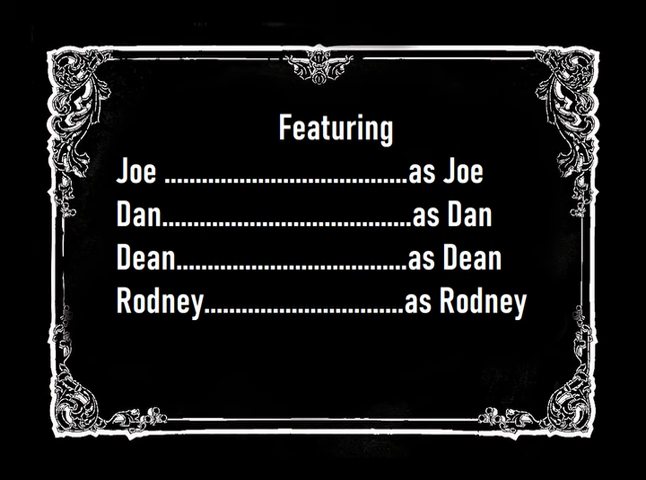 Featuring
Joe .......................................as Joe
Dan........................................as Dan
Dean.....................................as Dean
Rodney................................as Rodney